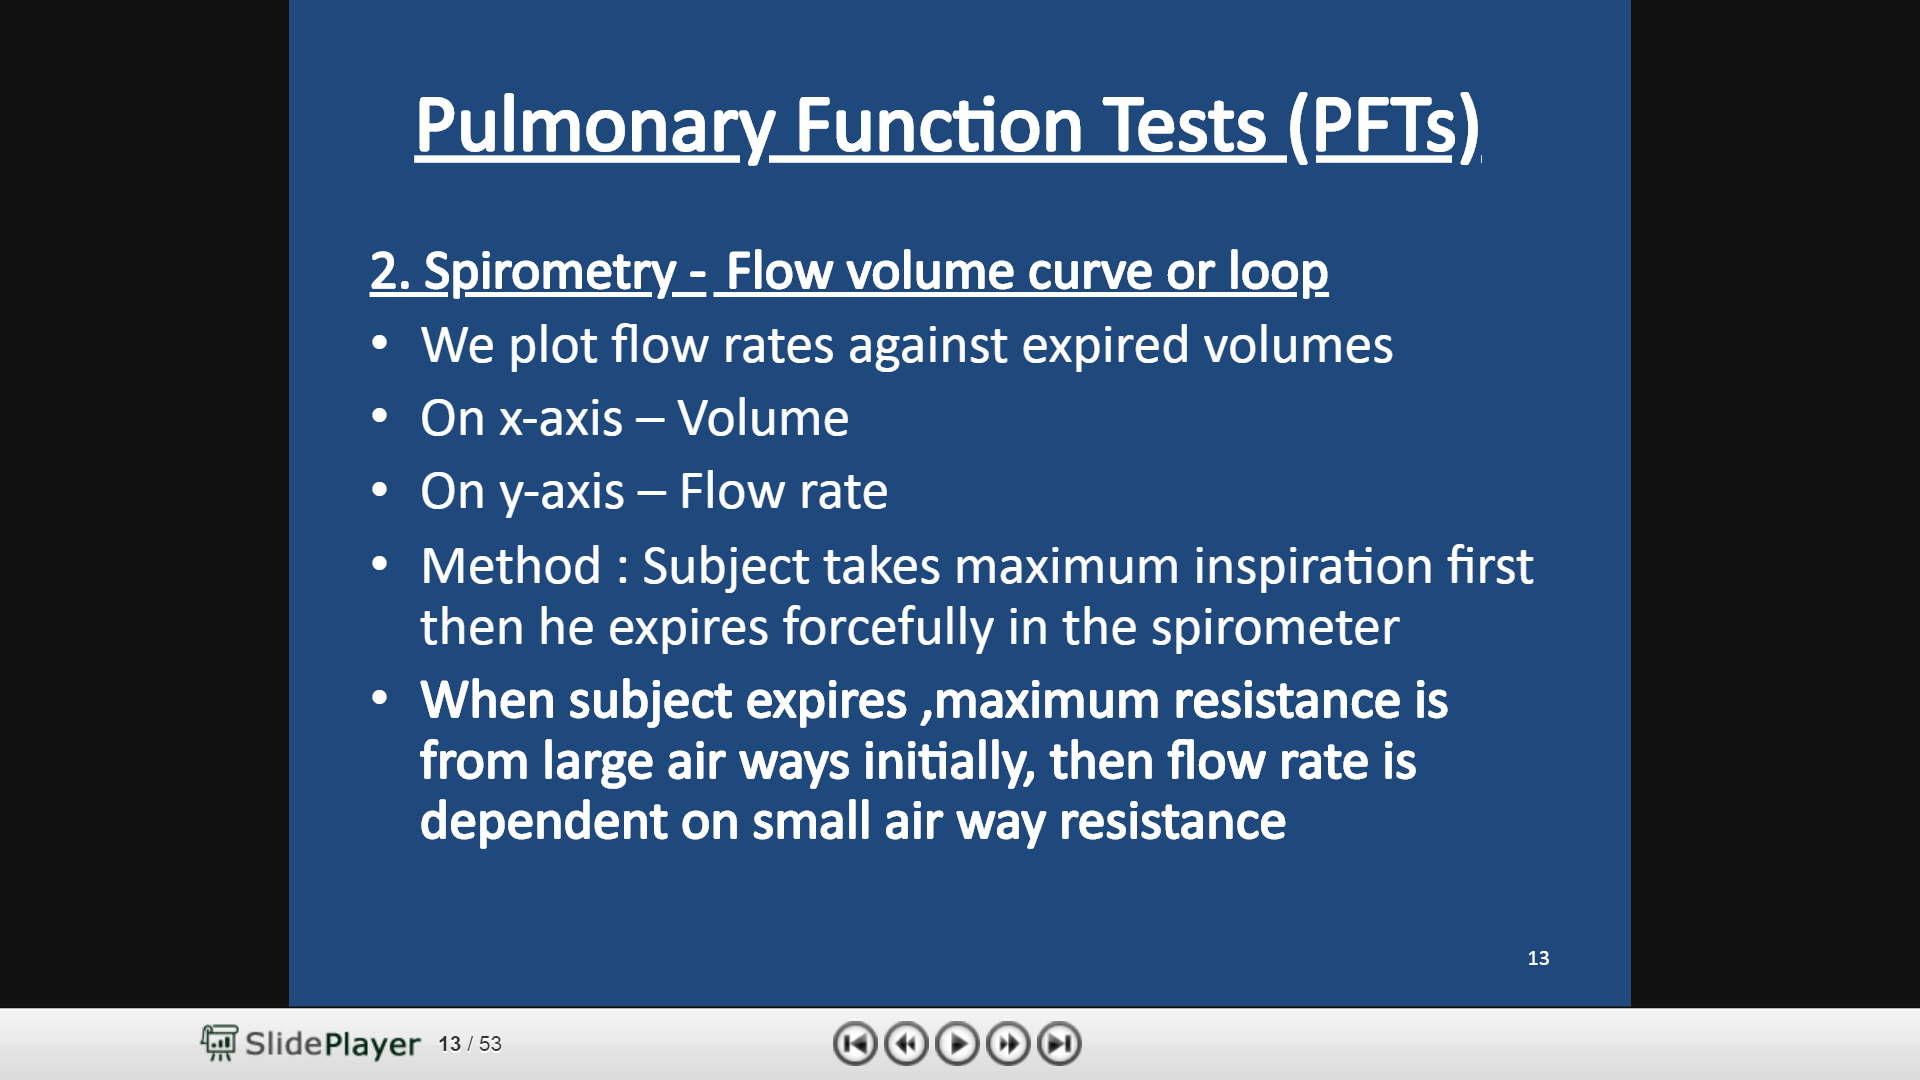 Pulmonary Function Tests (PFTs)
2. Spirometry - Flow volume curve or loop
• We plot flow rates against expired volumes
• On x-axis – Volume
• On y-axis – Flow rate
• Method : Subject takes maximum inspiration first
then he expires forcefully in the spirometer
• When subject expires ,maximum resistance is
from large air ways initially, then flow rate is
dependent on small air way resistance
13
SlidePlayer 13 / 53